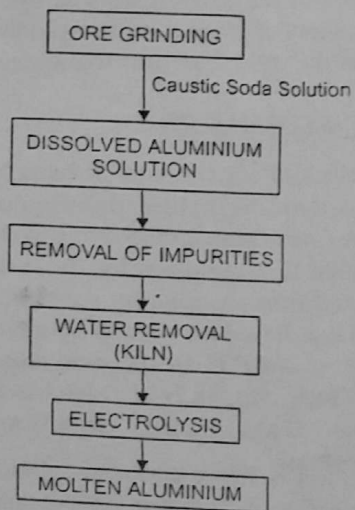 ORE GRINDING
Caustic Soda Solution
DISSOLVED ALUMINIUM
SOLUTION
REMOVAL OF IMPURITIES
WATER REMOVAL
(KILN)
ELECTROLYSIS
MOLTEN ALUMINIUM